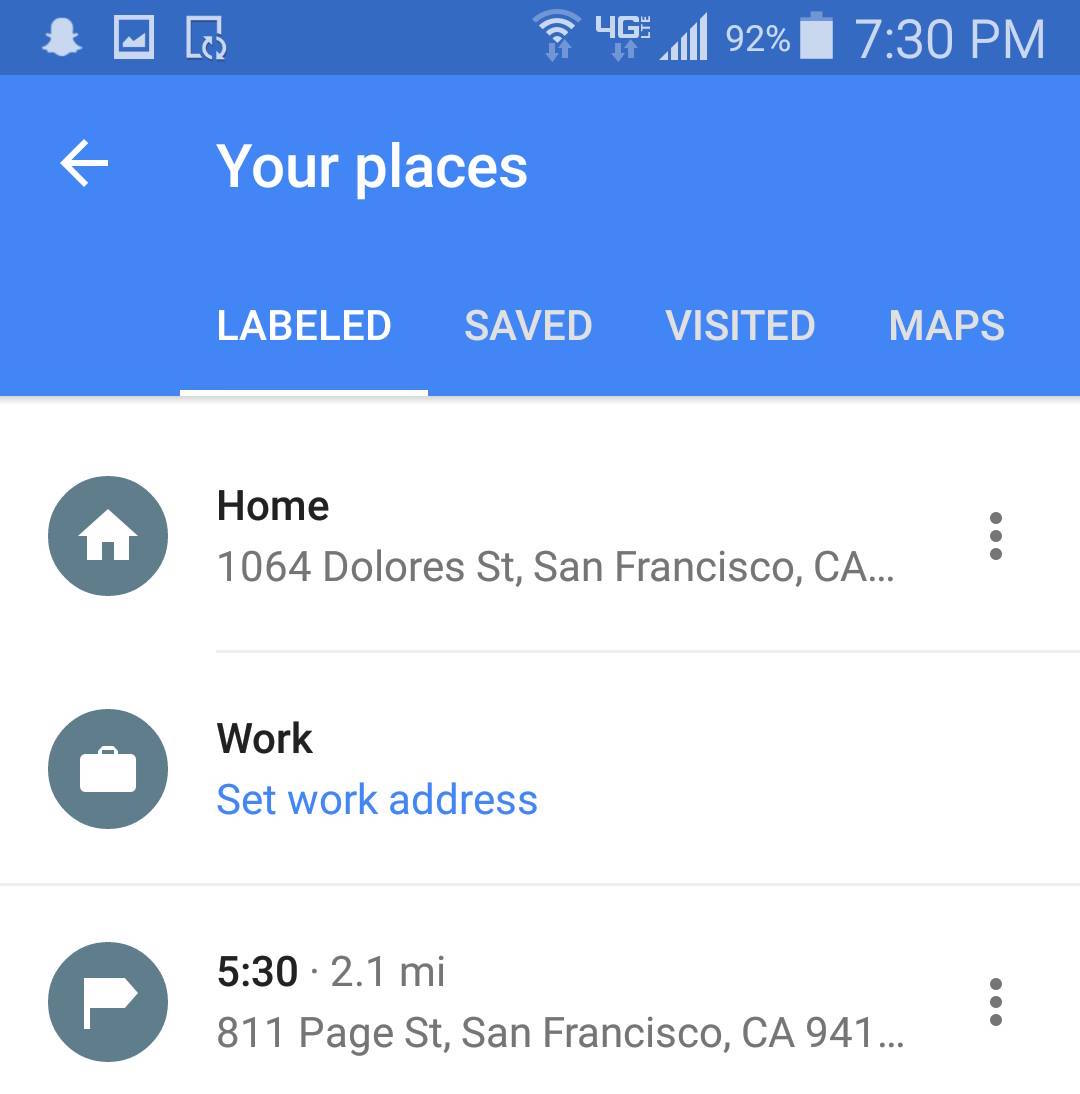 4G LTE 92% 7:30 PM
Your places
LABELED SAVED VISITED MAPS
Home
1064 Dolores St, San Francisco, CA...
Work
Set work address
5:30 · 2.1 mi
811 Page St, San Francisco, CA 941...